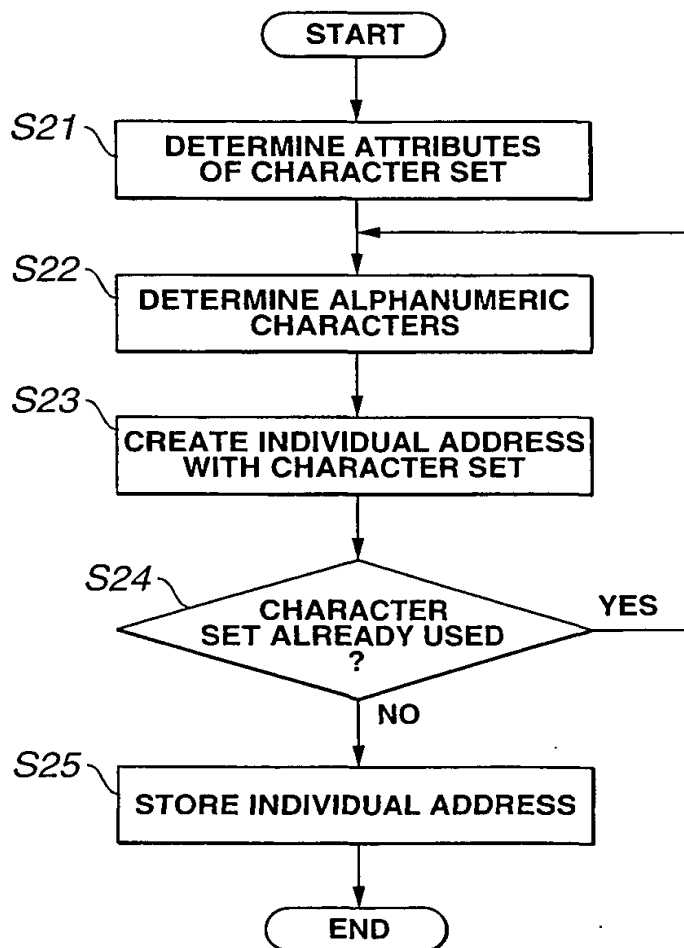 START
S21
DETERMINE ATTRIBUTES
OF CHARACTER SET
S22
DETERMINE ALPHANUMERIC
CHARACTERS
S23
CREATE INDIVIDUAL ADDRESS
WITH CHARACTER SET
S24
CHARACTER
SET ALREADY USED
?
YES
NO
S25
STORE INDIVIDUAL ADDRESS
END